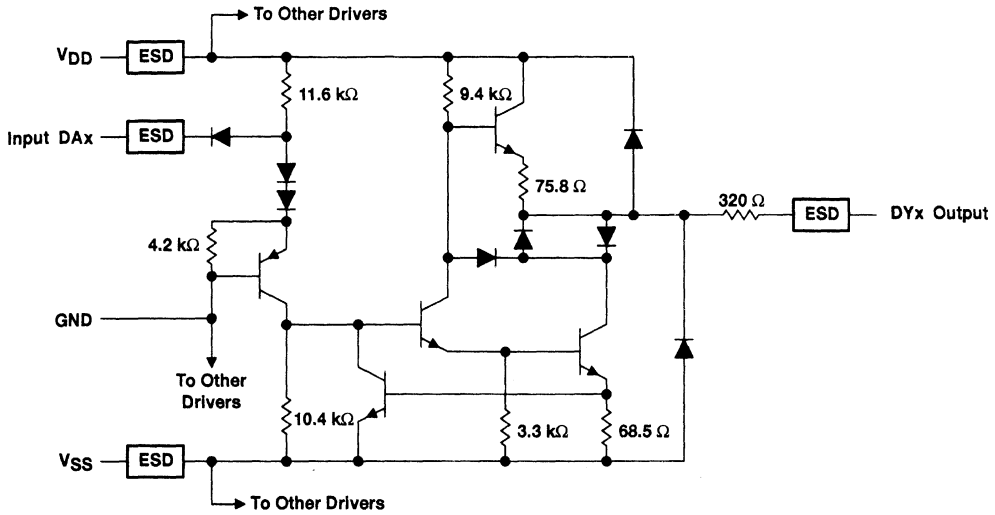 To Other Drivers
VDD
ESD
11.6 kΩ
9.4 kΩ
Input DAx
ESD
75.8 Ω
320 Ω
ESD
DYx Output
4.2 kΩ
GND
To Other
Drivers
10.4 kΩ
3.3 kΩ
68.5 Ω
VSS
ESD
To Other Drivers